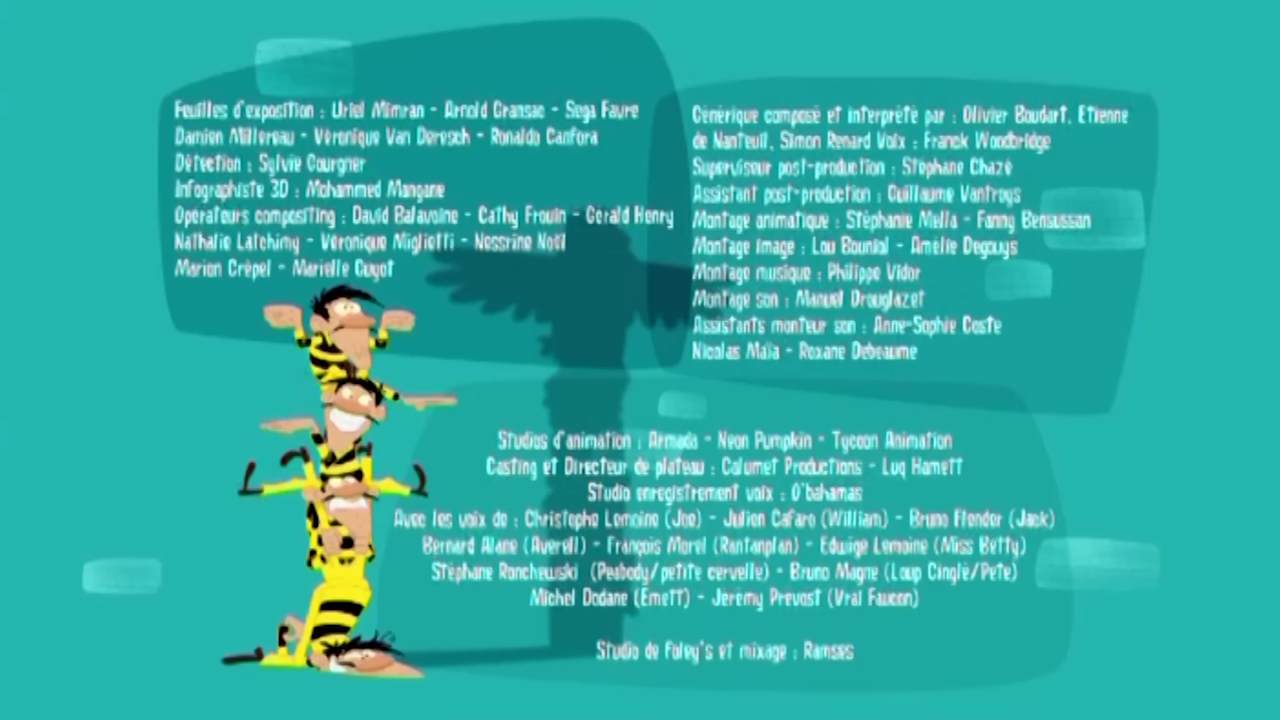 Feuilles d'exposition : Uriel Mimran - Arnold Gransac - Sega Favre
Damien Millereau - Véronique Van Deresch - Ronaldo Canfora
Détection : Sylvie Courgner
Infographiste 3D : Mohammed Mangane
Opérateurs compositing : David Balavoine - Cathy Frouin - Gérald Henry
Nathalie Latchimy - Véronique Miglietti - Nessrine Noël
Marion Crépel - Marielle Guyot
Générique composé et interprété par : Olivier Boudart, Etienne
de Nanteuil, Simon Renard Voix : Franck Woodbridge
Superviseur post-production : Stéphane Chazé
Assistant post-production : Guillaume Vantroys
Montage animatique : Stéphanie Mella - Fanny Bensussan
Montage image : Lou Bouniol - Amélie Degouys
Montage musique : Philippe Vidor
Montage son : Manuel Drouglazet
Assistants monteur son : Anne-Sophie Coste
Nicolas Maïa - Roxane Debeaume
Studios d'animation : Armada - Neon Pumpkin - Tycoon Animation
Casting et Directeur de plateau : Calumet Productions - Luq Hamett
Studio enregistrement voix : O'bahamas
Avec les voix de : Christophe Lemoine (Joe) - Julien Cafaro (William) - Bruno Flender (Jack)
Bernard Alane (Averell) - François Morel (Rantanplan) - Edwige Lemoine (Miss Betty)
Stéphane Ronchewski (Peabody/petite cervelle) - Bruno Magne (Loup Cinglé/Pete)
Michel Dodane (Emett) - Jérémy Prevost (Vrai Faucon)
Studio de Foley's et mixage : Ramses